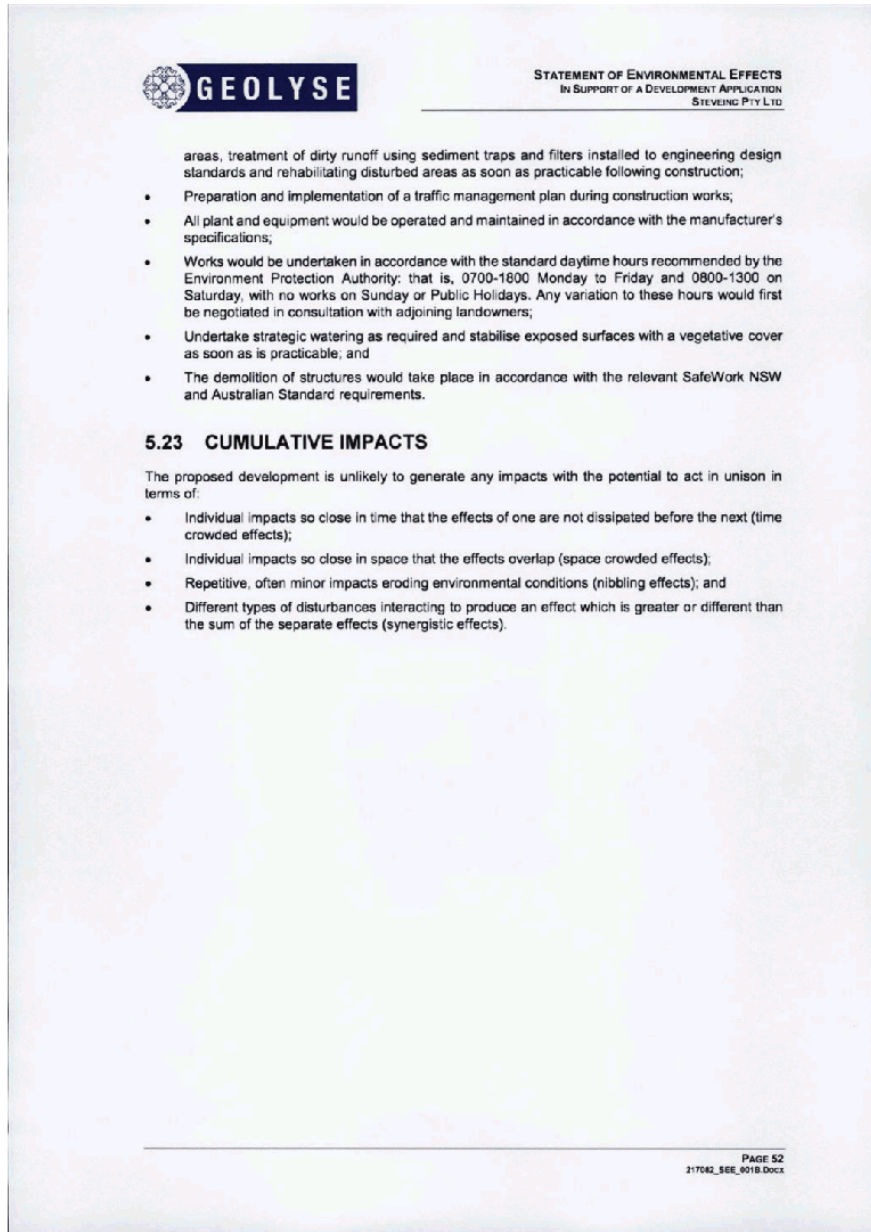 GEOLYSE
STATEMENT OF ENVIRONMENTAL EFFECTS
IN SUPPORT OF A DEVELOPMENT APPLICATION
STEVEINC PTY LTD
areas, treatment of dirty runoff using sediment traps and filters installed to engineering design
standards and rehabilitating disturbed areas as soon as practicable following construction;
• Preparation and implementation of a traffic management plan during construction works;
• All plant and equipment would be operated and maintained in accordance with the manufacturer's
specifications;
• Works would be undertaken in accordance with the standard daytime hours recommended by the
Environment Protection Authority: that is, 0700-1800 Monday to Friday and 0800-1300 on
Saturday, with no works on Sunday or Public Holidays. Any variation to these hours would first
be negotiated in consultation with adjoining landowners;
• Undertake strategic watering as required and stabilise exposed surfaces with a vegetative cover
as soon as is practicable; and
• The demolition of structures would take place in accordance with the relevant SafeWork NSW
and Australian Standard requirements.
5.23 CUMULATIVE IMPACTS
The proposed development is unlikely to generate any impacts with the potential to act in unison in
terms of:
• Individual impacts so close in time that the effects of one are not dissipated before the next (time
crowded effects);
• Individual impacts so close in space that the effects overlap (space crowded effects);
• Repetitive, often minor impacts eroding environmental conditions (nibbling effects); and
• Different types of disturbances interacting to produce an effect which is greater or different than
the sum of the separate effects (synergistic effects).
PAGE 52
217082_SEE_001B.DOCX